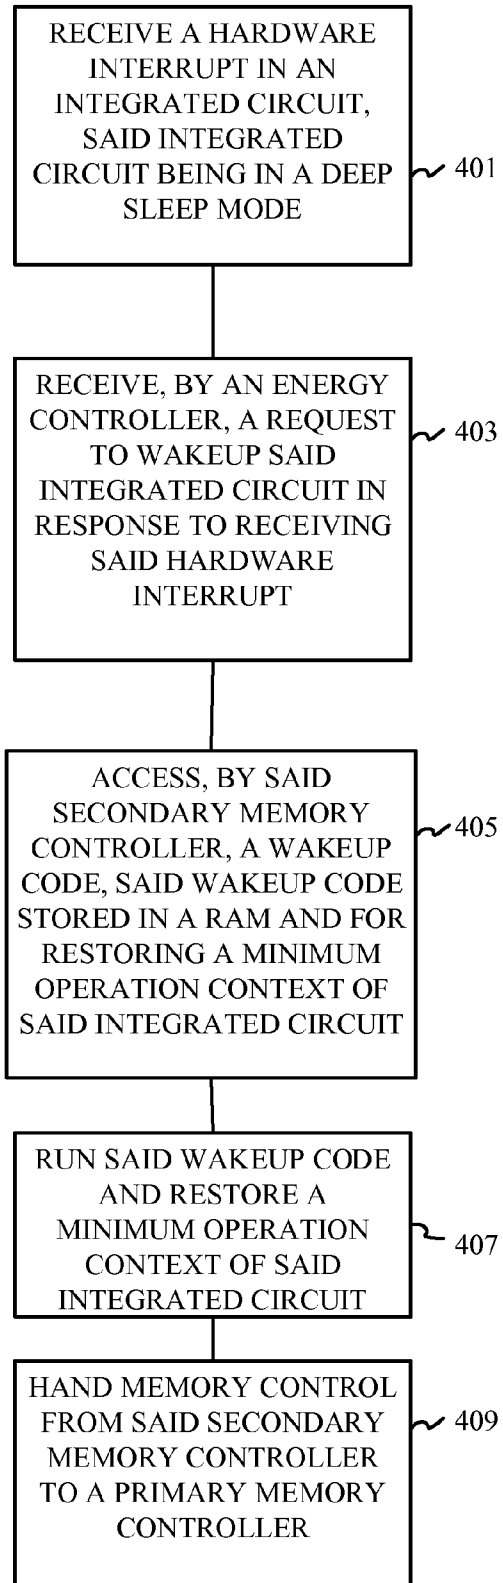 RECEIVE A HARDWARE
INTERRUPT IN AN
INTEGRATED CIRCUIT,
SAID INTEGRATED
CIRCUIT BEING IN A DEEP
SLEEP MODE
401
RECEIVE, BY AN ENERGY
CONTROLLER, A REQUEST
TO WAKEUP SAID
INTEGRATED CIRCUIT IN
RESPONSE TO RECEIVING
SAID HARDWARE
INTERRUPT
403
ACCESS, BY SAID
SECONDARY MEMORY
CONTROLLER, A WAKEUP
CODE, SAID WAKEUP CODE
STORED IN A RAM AND FOR
RESTORING A MINIMUM
OPERATION CONTEXT OF
SAID INTEGRATED CIRCUIT
405
RUN SAID WAKEUP CODE
AND RESTORE A
MINIMUM OPERATION
CONTEXT OF SAID
INTEGRATED CIRCUIT
407
HAND MEMORY CONTROL
FROM SAID SECONDARY
MEMORY CONTROLLER
TO A PRIMARY MEMORY
CONTROLLER
409